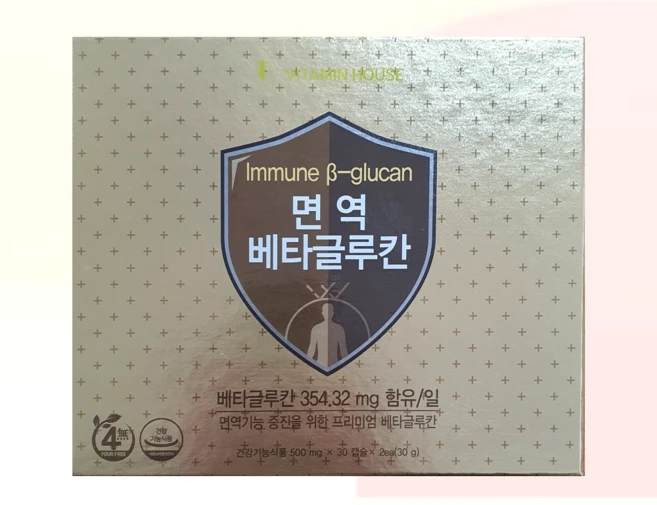 VITAMIN HOUSE
Immune β-glucan
면역
베타글루칸
베타글루칸 354.32 mg 함유/일
면역기능 증진을 위한 프리미엄 베타글루칸
4無
FOUR FREE
건강
기능식품
건강기능식품 500 mg × 30 캡슐 × 2ea(30 g)